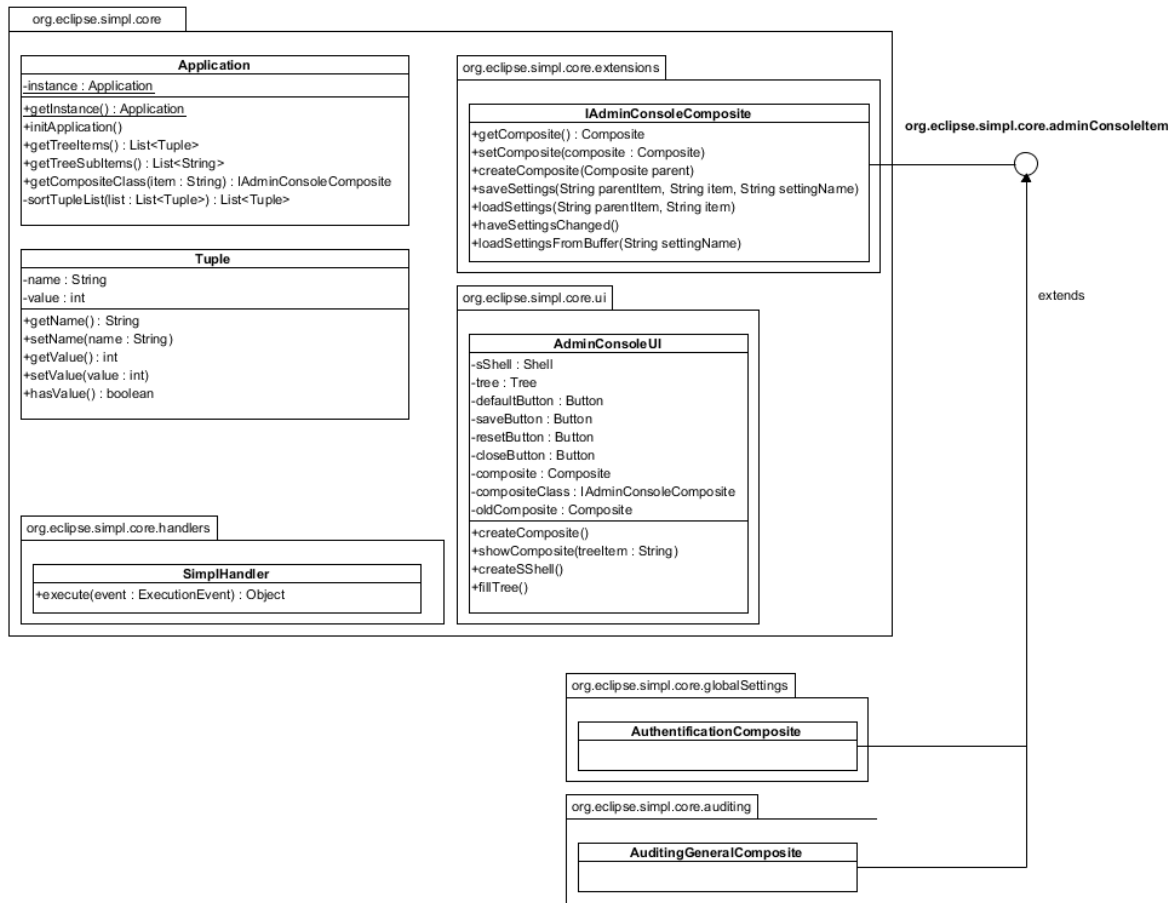 org.eclipse.simpl.core
Application
-instance : Application
+getInstance() : Application
+initApplication()
+getTreeItems() : List<Tuple>
+getTreeSubItems() : List<String>
+getCompositeClass(item : String) : IAdminConsoleComposite
-sortTupleList(list : List<Tuple>) : List<Tuple>
Tuple
-name : String
-value : int
+getName() : String
+setName(name : String)
+getValue() : int
+setValue(value : int)
+hasValue() : boolean
org.eclipse.simpl.core.handlers
SimplHandler
+execute(event : ExecutionEvent) : Object
org.eclipse.simpl.core.extensions
IAdminConsoleComposite
+getComposite() : Composite
+setComposite(composite : Composite)
+createComposite(Composite parent)
+saveSettings(String parentItem, String item, String settingName)
+loadSettings(String parentItem, String item)
+haveSettingsChanged()
+loadSettingsFromBuffer(String settingName)
org.eclipse.simpl.core.ui
AdminConsoleUI
-sShell : Shell
-tree : Tree
-defaultButton : Button
-saveButton : Button
-resetButton : Button
-closeButton : Button
-composite : Composite
-compositeClass : IAdminConsoleComposite
-oldComposite : Composite
+createComposite()
+showComposite(treeItem : String)
+createSShell()
+fillTree()
org.eclipse.simpl.core.adminConsoleItem
extends
org.eclipse.simpl.core.globalSettings
AuthentificationComposite
org.eclipse.simpl.core.auditing
AuditingGeneralComposite